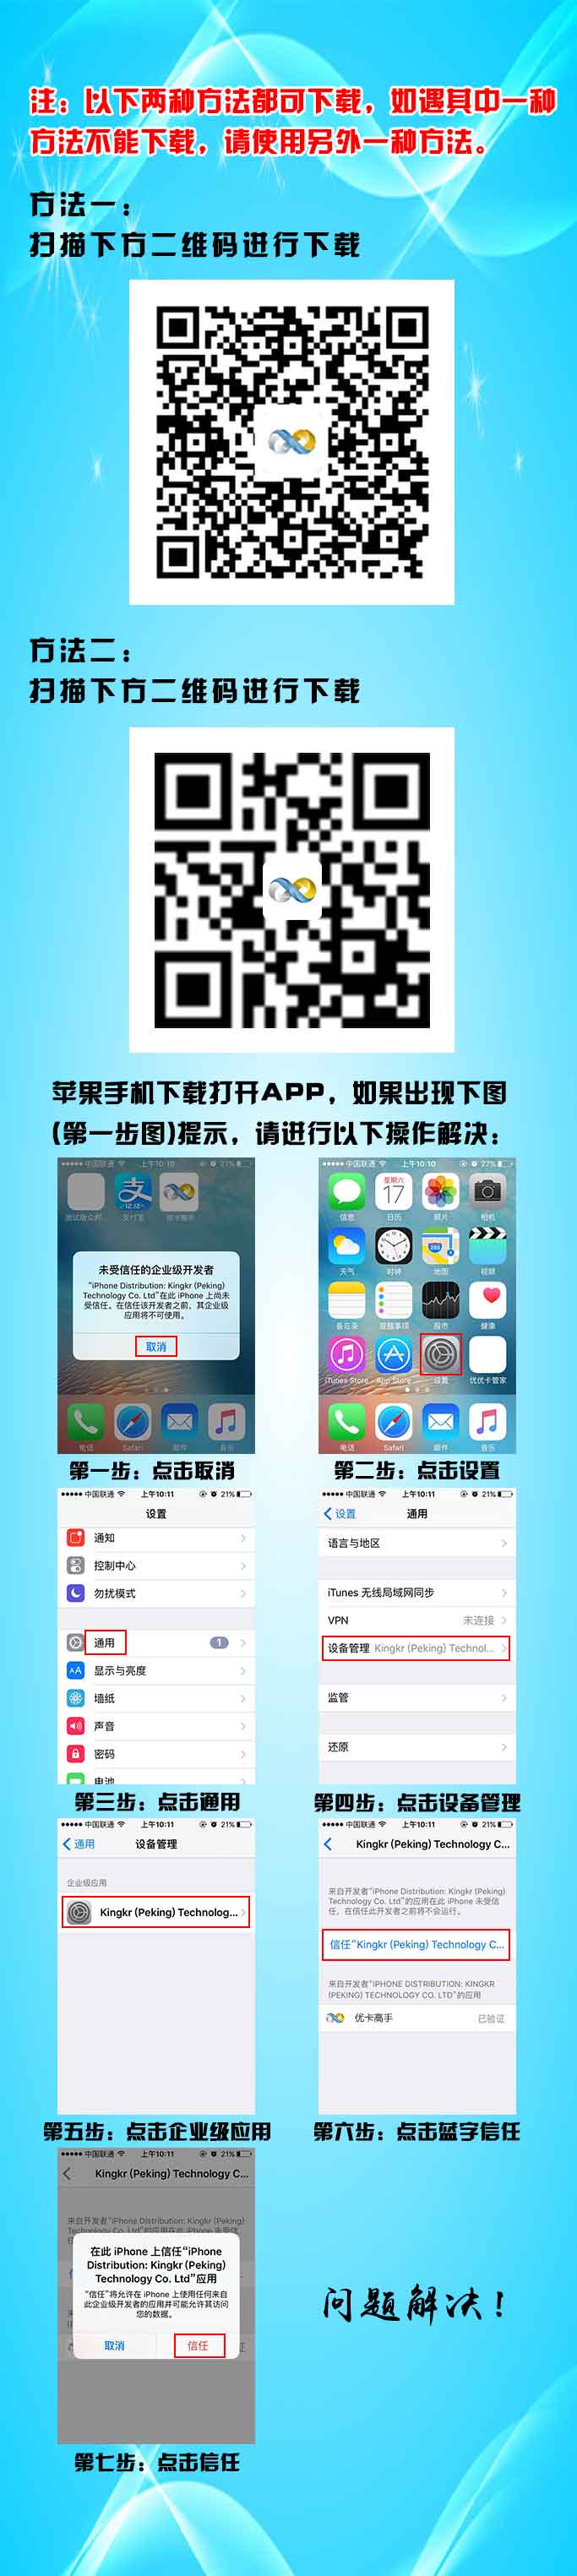 注：以下两种方法都可下载，如遇其中一种
方法不能下载，请使用另外一种方法。
方法一：
扫描下方二维码进行下载
方法二：
扫描下方二维码进行下载
苹果手机下载打开APP，如果出现下图
(第一步图)提示，请进行以下操作解决：
中国联通 上午10:10 27%
支付宝
未受信任的企业级开发者
“iPhone Distribution: Kingkr (Peking)
Technology Co. Ltd”在此 iPhone 上尚未
受信任。在信任该开发者之前，其企业级
应用将不可使用。
取消
电话 Safari 邮件 音乐
第一步：点击取消
中国联通 上午10:10 27%
星期六
17
信息 日历 照片 相机
天气 时钟 地图 视频
备忘录 提醒事项 股市 健康
iTunes Store App Store 设置 优优卡管家
电话 Safari 邮件 音乐
第二步：点击设置
中国联通 上午10:11 21%
设置
通知
控制中心
勿扰模式
通用 1
AA 显示与亮度
墙纸
声音
密码
电池
第三步：点击通用
中国联通 上午10:11 21%
设置 通用
语言与地区
iTunes 无线局域网同步
VPN 未连接
设备管理 Kingkr (Peking) Technol...
监管
还原
第四步：点击设备管理
中国联通 上午10:11 21%
通用 设备管理
企业级应用
Kingkr (Peking) Technolog...
第五步：点击企业级应用
中国联通 上午10:11 21%
Kingkr (Peking) Technology C...
来自开发者“iPhone Distribution: Kingkr (Peking)
Technology Co. Ltd”的应用在此 iPhone 未受信
任，在信任此开发者之前将不会运行。
信任“Kingkr (Peking) Technology C...
来自开发者“IPHONE DISTRIBUTION: KINGKR
(PEKING) TECHNOLOGY CO. LTD”的应用
优卡高手 已验证
第六步：点击蓝字信任
中国联通 上午10:11 21%
Kingkr (Peking) Technology C...
来自开发者“iPhone Distribution: Kingkr (Peking)
在此 iPhone 上信任“iPhone
Distribution: Kingkr (Peking)
Technology Co. Ltd”应用
“信任”将允许在 iPhone 上使用任何来自
此企业级开发者的应用并可能允许其访问
您的数据。
取消 信任
第七步：点击信任
问题解决！